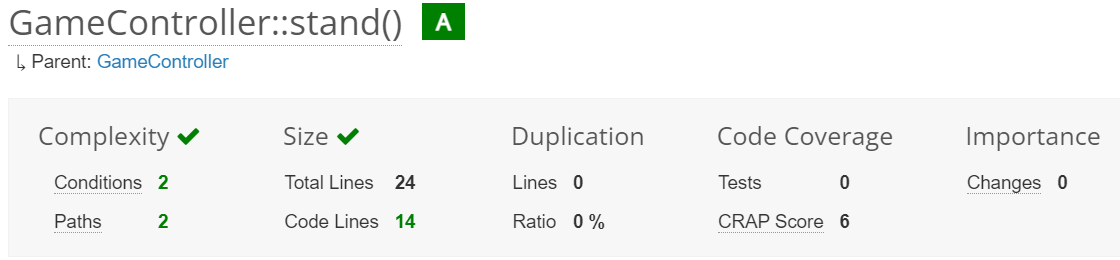 GameController::stand() A
Parent: GameController
Complexity Size Duplication Code Coverage Importance
Conditions 2 Total Lines 24 Lines 0 Tests 0 Changes 0
Paths 2 Code Lines 14 Ratio 0 % CRAP Score 6